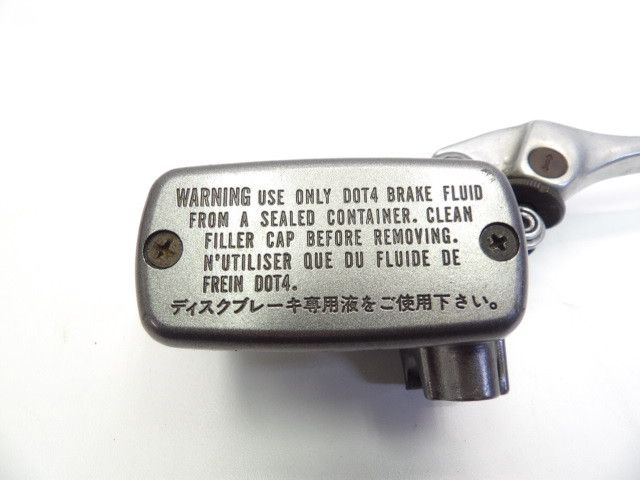 WARNING USE ONLY DOT4 BRAKE FLUID
FROM A SEALED CONTAINER. CLEAN
FILLER CAP BEFORE REMOVING.
N'UTILISER QUE DU FLUIDE DE
FREIN DOT4.
ディスクブレーキ専用液をご使用下さい。
1